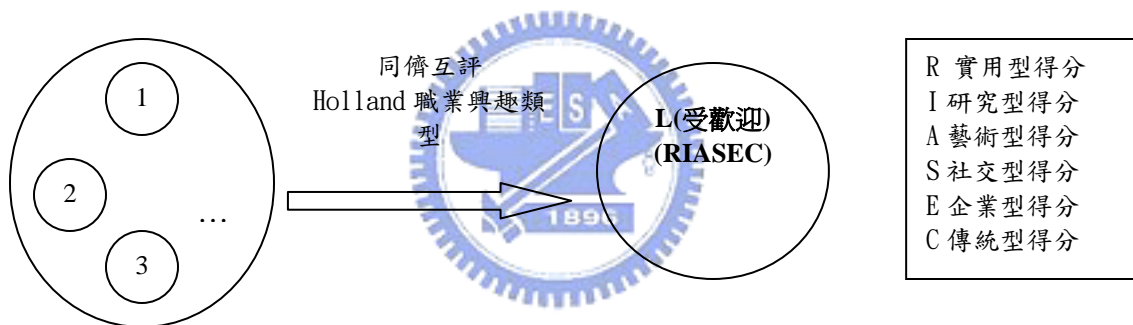 同儕互評
Holland 職業興趣類
型
1
2
3
…
L(受歡迎)
(RIASEC)
R 實用型得分
I 研究型得分
A 藝術型得分
S 社交型得分
E 企業型得分
C 傳統型得分
E S
1896